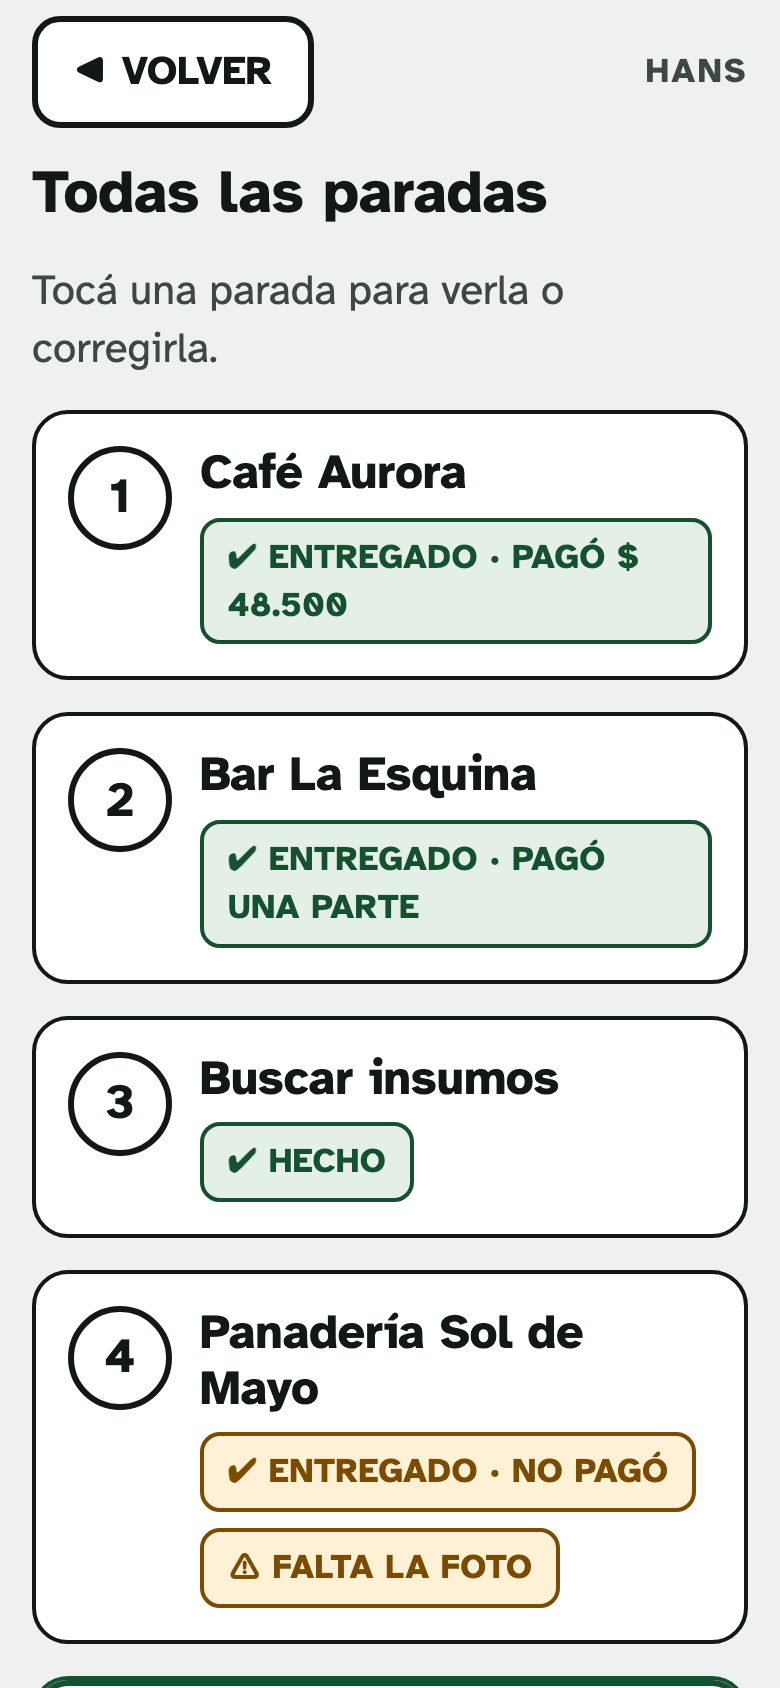 ◀ VOLVER
HANS
Todas las paradas
Tocá una parada para verla o
corregirla.
1
Café Aurora
✔ ENTREGADO · PAGÓ $
48.500
2
Bar La Esquina
✔ ENTREGADO · PAGÓ
UNA PARTE
3
Buscar insumos
✔ HECHO
4
Panadería Sol de
Mayo
✔ ENTREGADO · NO PAGÓ
⚠ FALTA LA FOTO